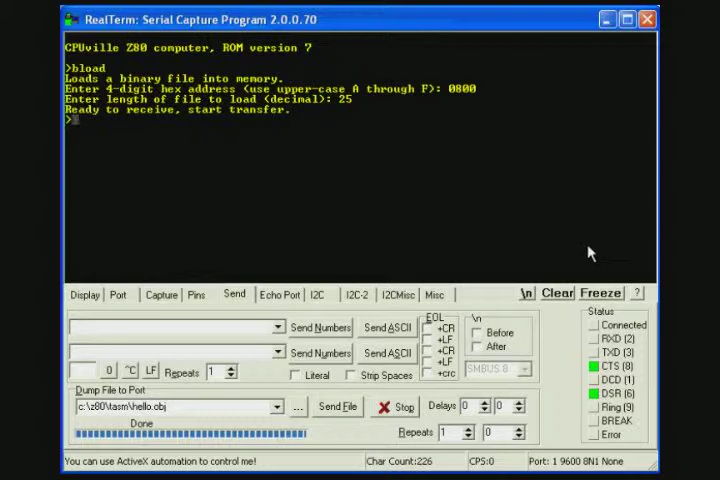 RealTerm: Serial Capture Program 2.0.0.70
CPUville Z80 computer, ROM version 7
>bload
Loads a binary file into memory.
Enter 4-digit hex address (use upper-case A through F): 0800
Enter length of file to load (decimal): 25
Ready to receive, start transfer.
>
Display Port Capture Pins Send Echo Port I2C I2C-2 I2CMisc Misc \n Clear Freeze ?
EOL \n Status
Send Numbers Send ASCII +CR Before Connected
+LF After RXD (2)
Send Numbers Send ASCII +CR TXD (3)
+LF CTS (8)
0 ^C LF Repeats 1 Literal Strip Spaces +crc SMBUS 8 DCD (1)
Dump File to Port DSR (6)
c:\z80\tasm\hello.obj ... Send File Stop Delays 0 0 Ring (9)
Done BREAK
Repeats 1 0 Error
You can use ActiveX automation to control me! Char Count:226 CPS:0 Port: 1 9600 8N1 None